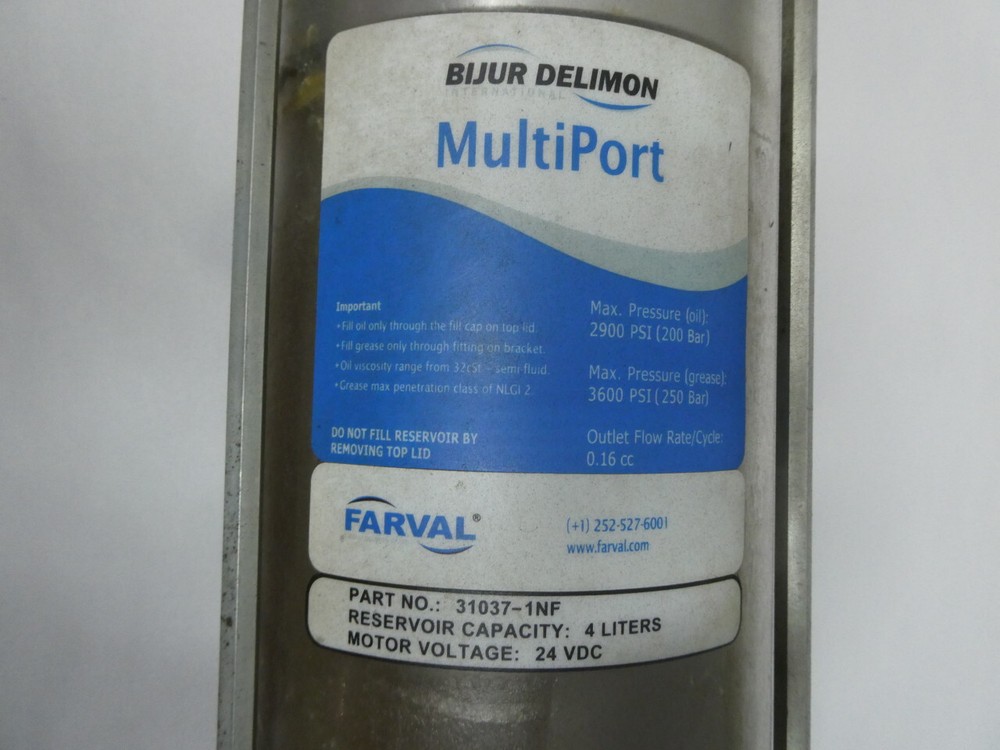 BIJUR DELIMON
INTERNATIONAL
MultiPort
Important
•Fill oil only through the fill cap on top lid.
•Fill grease only through fitting on bracket.
•Oil viscosity range from 32cSt - semi-fluid.
•Grease max penetration class of NLGI 2.
DO NOT FILL RESERVOIR BY
REMOVING TOP LID
Max. Pressure (oil):
2900 PSI (200 Bar)
Max. Pressure (grease):
3600 PSI (250 Bar)
Outlet Flow Rate/Cycle:
0.16 cc
FARVAL®
(+1) 252-527-6001
www.farval.com
PART NO.: 31037-1NF
RESERVOIR CAPACITY: 4 LITERS
MOTOR VOLTAGE: 24 VDC